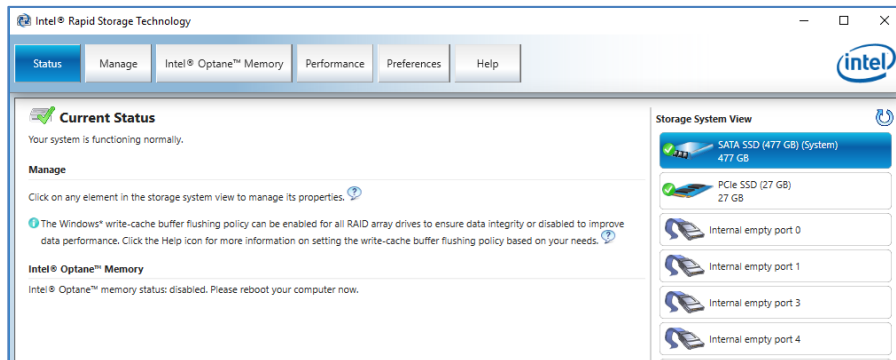 Intel® Rapid Storage Technology
Status
Manage
Intel® Optane™ Memory
Performance
Preferences
Help
intel
Current Status
Your system is functioning normally.
Manage
Click on any element in the storage system view to manage its properties.
The Windows* write-cache buffer flushing policy can be enabled for all RAID array drives to ensure data integrity or disabled to improve
data performance. Click the Help icon for more information on setting the write-cache buffer flushing policy based on your needs.
Intel® Optane™ Memory
Intel® Optane™ memory status: disabled. Please reboot your computer now.
Storage System View
SATA SSD (477 GB) (System)
477 GB
PCIe SSD (27 GB)
27 GB
Internal empty port 0
Internal empty port 1
Internal empty port 3
Internal empty port 4